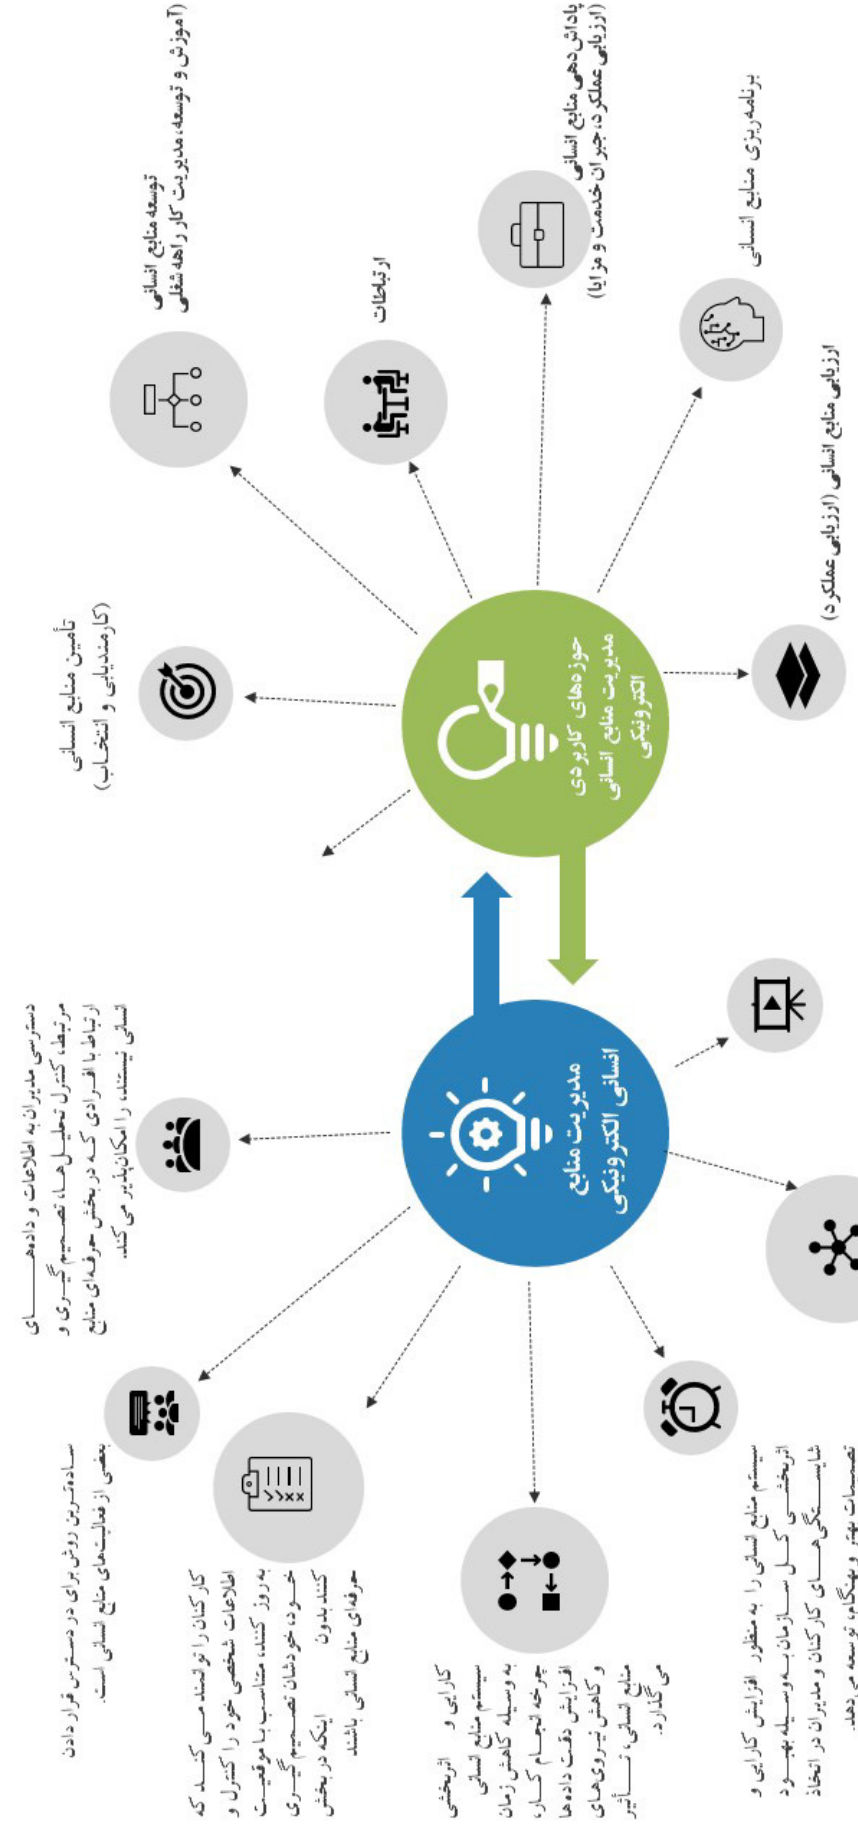 توسعه منابع انسانی
(آموزش و توسعه، مدیریت کار راهه شغلی)
ارتباطات
پاداش‌دهی منابع انسانی
(ارزیابی عملکرد، جبران خدمت و مزایا)
برنامه‌ریزی منابع انسانی
ارزیابی منابع انسانی (ارزیابی عملکرد)
تأمین منابع انسانی
(کارمندیابی و انتخاب)
حوزه‌های کاربردی
مدیریت منابع انسانی
الکترونیکی
مدیریت منابع
انسانی الکترونیکی
دسترسی مدیران به اطلاعات و داده‌های
مرتبط، کنترل تحلیل‌ها، تصمیم گیری و
ارتباط با افرادی که در بخش حرفه‌ای منابع
انسانی نیستند، را امکان‌پذیر می‌کند.
ساده‌ترین روش برای در دسترس قرار دادن
بعضی از فعالیت‌های منابع انسانی است.
کارکنان را توانمند می‌کند که
اطلاعات شخصی خود را کنترل و
به روز کنند، متناسب با موقعیت
خود، خودشان تصمیم گیری
کنند بدون اینکه در بخش
حرفه‌ای منابع انسانی باشند
کارایی و اثربخشی
سیستم منابع انسانی
به وسیله کاهش زمان
چرخه انجام کار،
افزایش دقت داده‌ها
و کاهش نیروی‌های
منابع انسانی، تأثیر
می گذارد.
سیستم منابع انسانی را به منظور افزایش کارایی و
اثربخشی کل سازمان به‌وسیله بهبود
شایستگی‌های کارکنان و مدیران در اتخاذ
تصمیمات بهتر و بهنگام، توسعه می‌دهد.